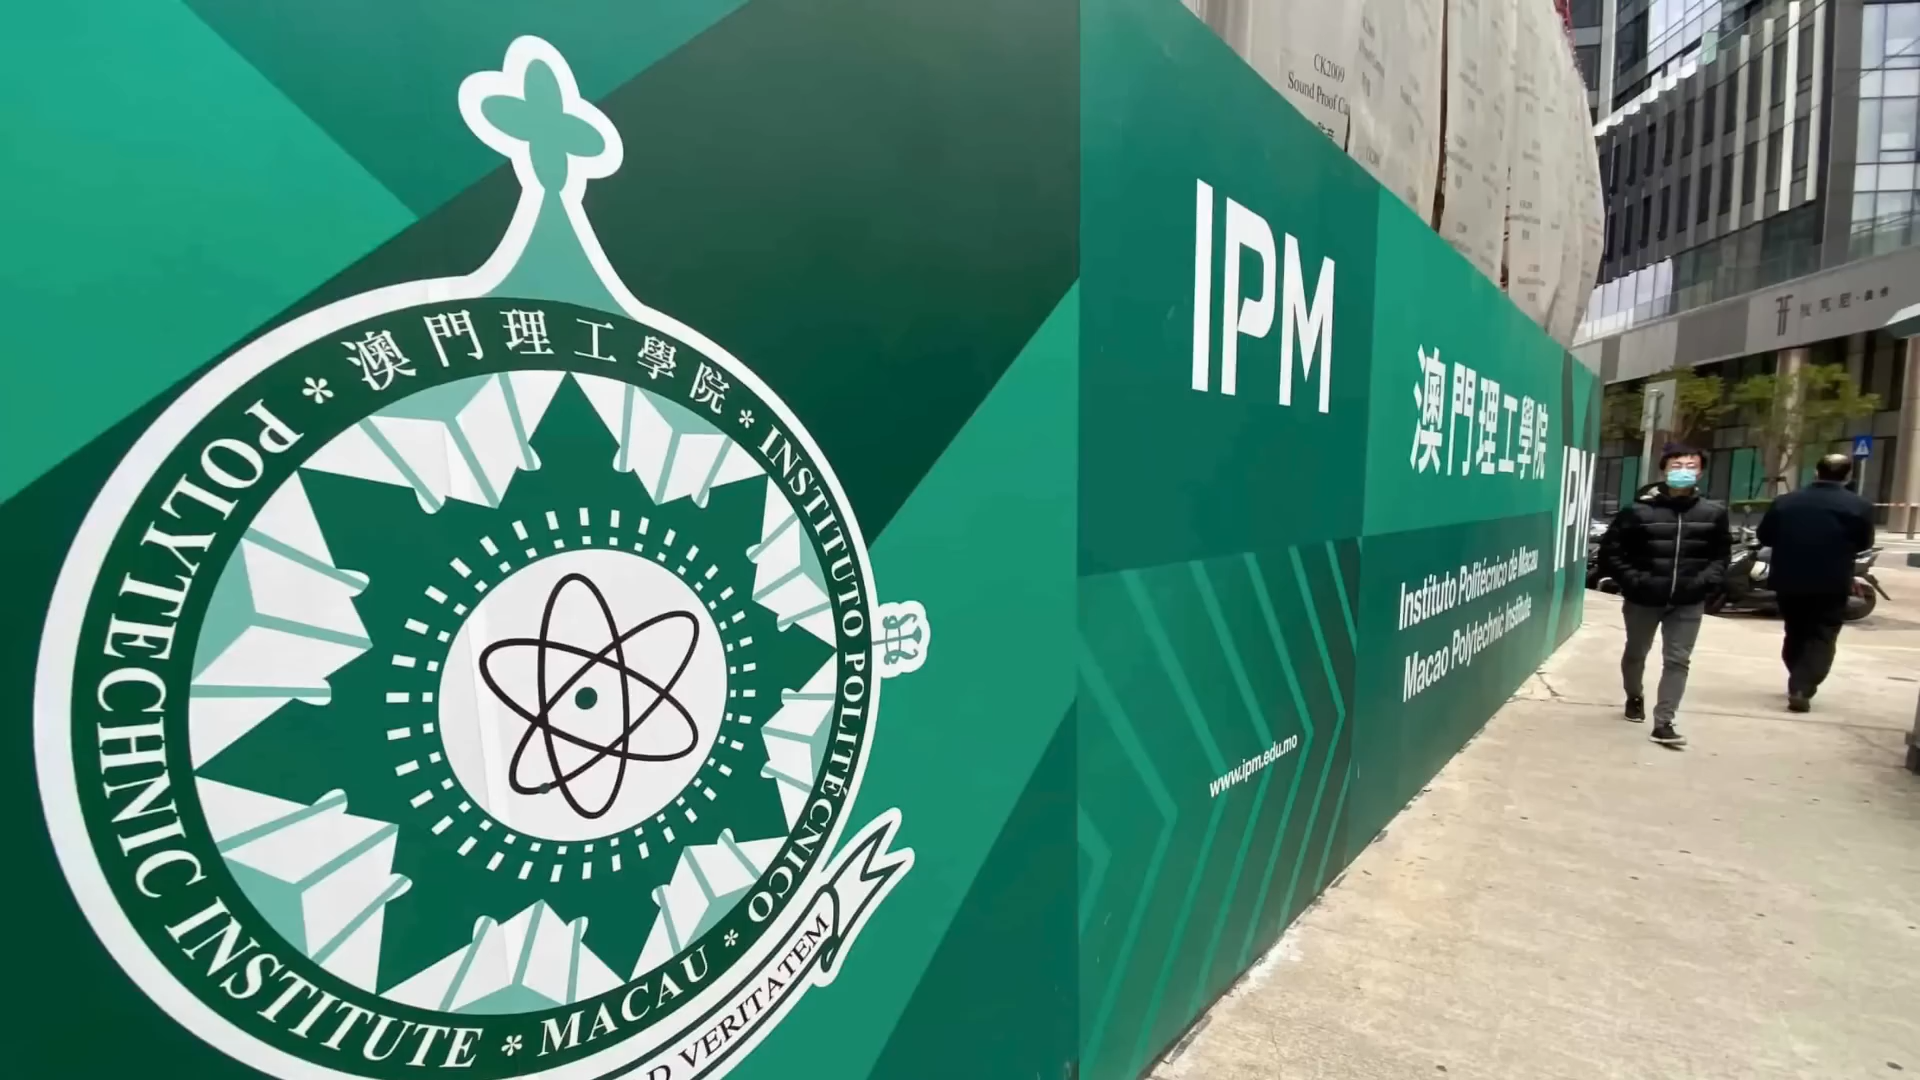 澳門理工學院
INSTITUTO POLITÉCNICO
MACAU
POLYTECHNIC INSTITUTE
VERITATEM
CK2009
Sound Proof
IPM
澳門理工學院
Instituto Politécnico de Macau
Macao Polytechnic Institute
IPM
www.ipm.edu.mo